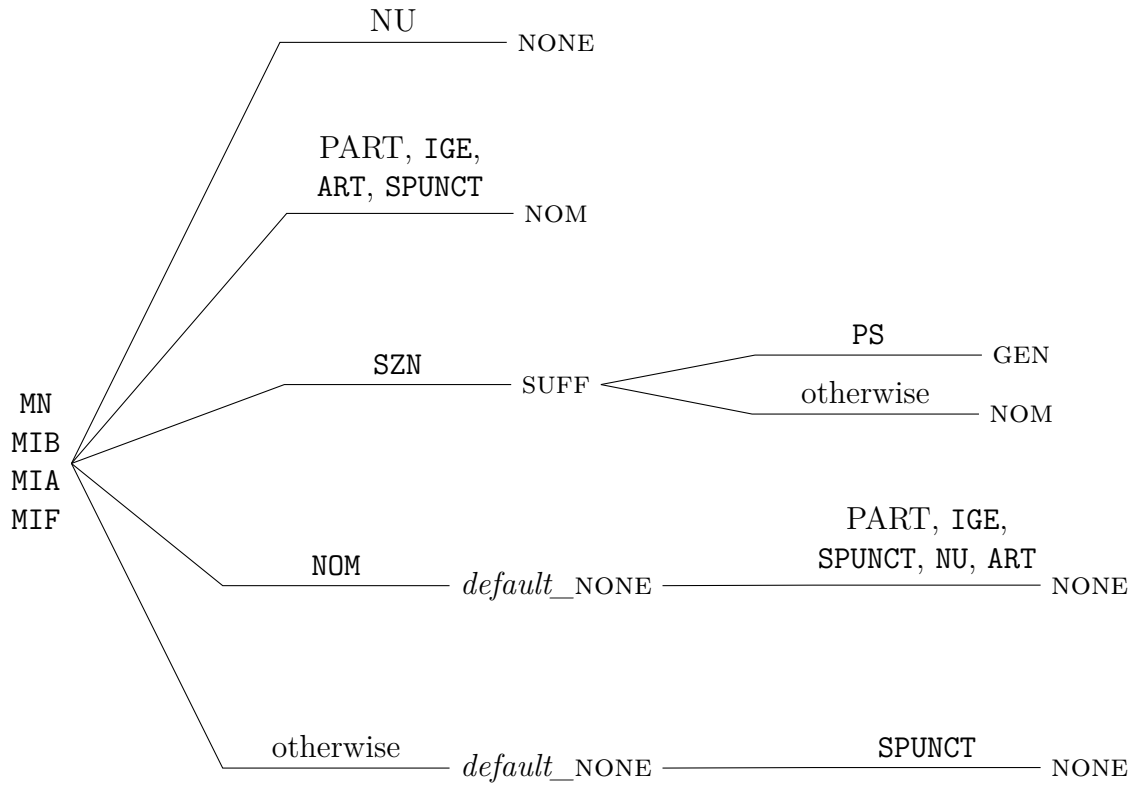 NU
NONE
PART, IGE,
ART, SPUNCT
NOM
PS
GEN
SZN
SUFF
otherwise
NOM
MN
MIB
MIA
MIF
PART, IGE,
SPUNCT, NU, ART
NOM
default_NONE
NONE
otherwise
default_NONE
SPUNCT
NONE